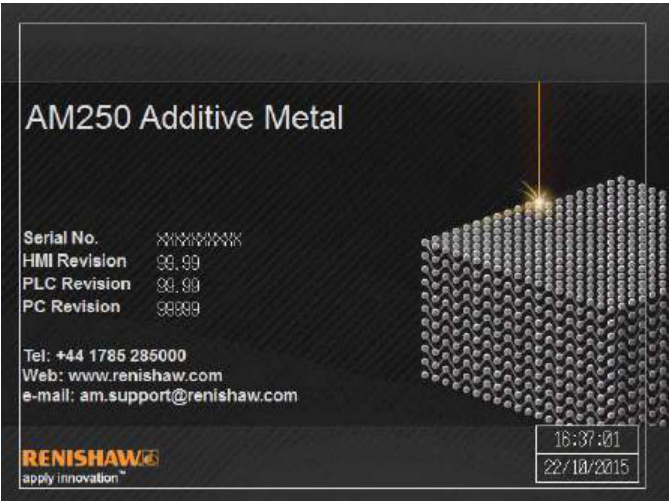 AM250 Additive Metal
Serial No. XXXXXXXX
HMI Revision 99.99
PLC Revision 99.99
PC Revision 99999
Tel: +44 1785 285000
Web: www.renishaw.com
e-mail: am.support@renishaw.com
RENISHAW
apply innovation™
16:37:01
22/10/2015